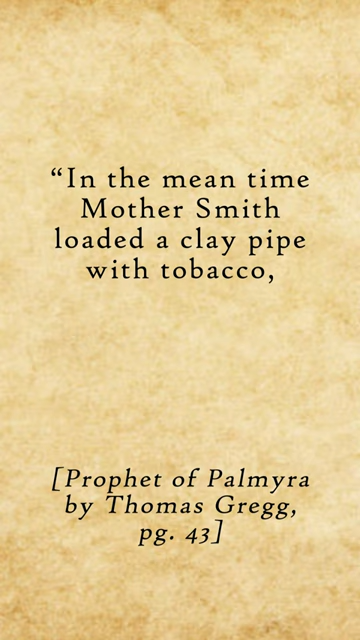 “In the mean time
Mother Smith
loaded a clay pipe
with tobacco,
[Prophet of Palmyra
by Thomas Gregg,
pg. 43]